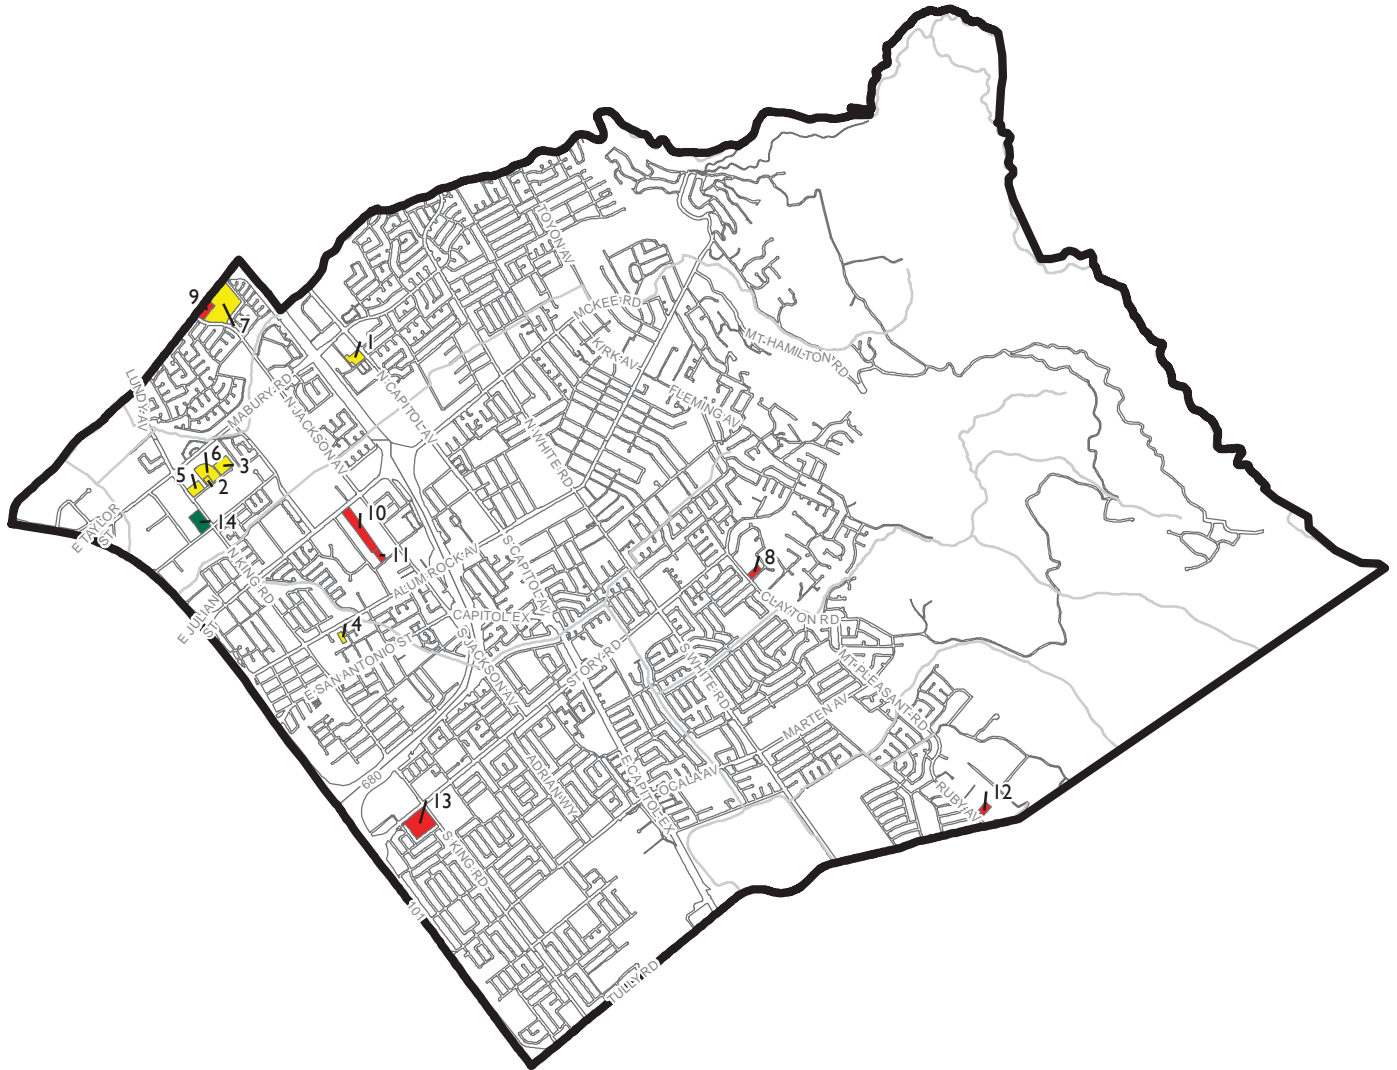 TOYON AV
9
7
MCKEE RD
1
KIRK AV
MT HAMILTON RD
LUNDY AV
MABURY RD
N JACKSON AV
N CAPITOL AV
FLEMING AV
N WHITE RD
6
5
3
2
14
10
E TAYLOR
ST
11
N KING RD
ALUM ROCK AV
S CAPITOL AV
8
E JULIAN
ST
4
CAPITOL EX
CLAYTON RD
E SAN ANTONIO ST
S JACKSON AV
STORY RD
S WHITE RD
MT PLEASANT RD
MARTEN AV
680
ADRIAN WY
E CAPITOL EX
OCALA AV
RUBY AV
12
13
S KING RD
101
TULLY RD